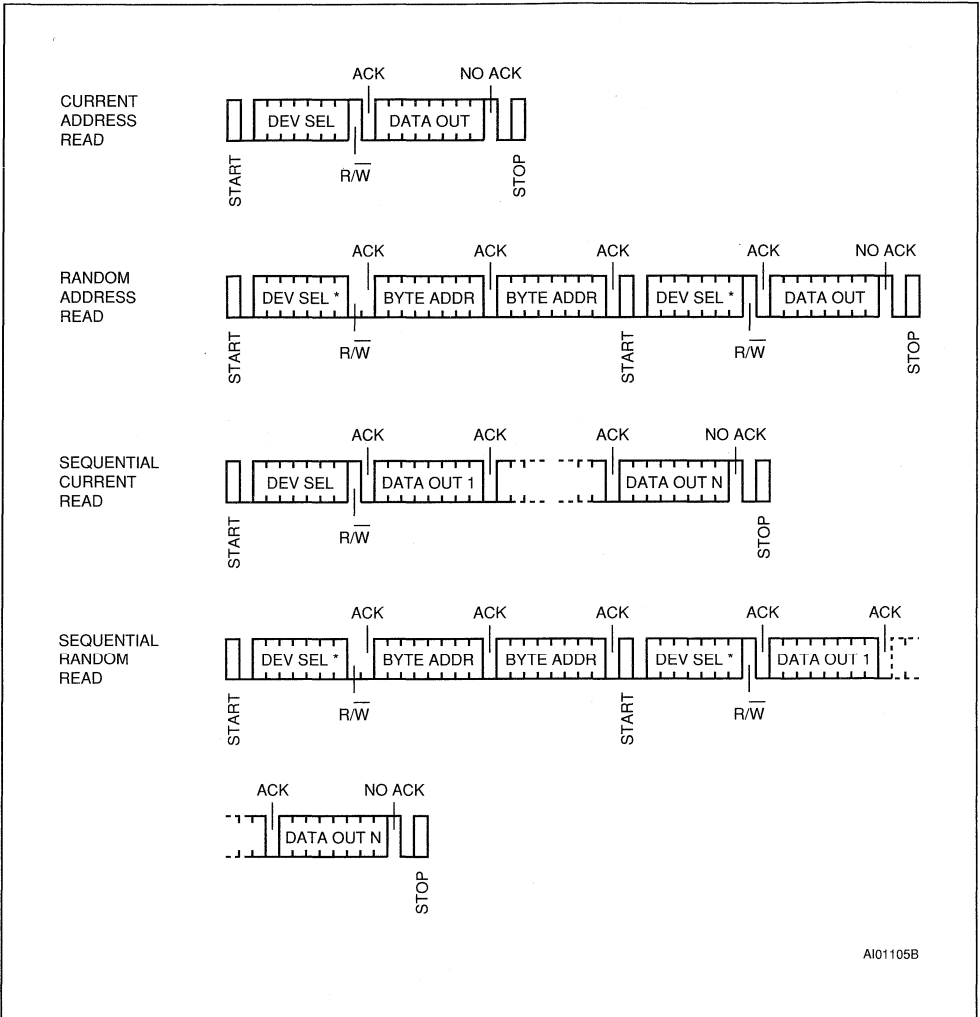 ACK NO ACK
CURRENT
ADDRESS
READ
DEV SEL DATA OUT
START R/W̅ STOP
ACK ACK ACK ACK NO ACK
RANDOM
ADDRESS
READ
DEV SEL * BYTE ADDR BYTE ADDR DEV SEL * DATA OUT
START R/W̅ START R/W̅ STOP
ACK ACK ACK NO ACK
SEQUENTIAL
CURRENT
READ
DEV SEL DATA OUT 1 DATA OUT N
START R/W̅ STOP
ACK ACK ACK ACK ACK
SEQUENTIAL
RANDOM
READ
DEV SEL * BYTE ADDR BYTE ADDR DEV SEL * DATA OUT 1
START R/W̅ START R/W̅
ACK NO ACK
DATA OUT N
STOP
AI01105B